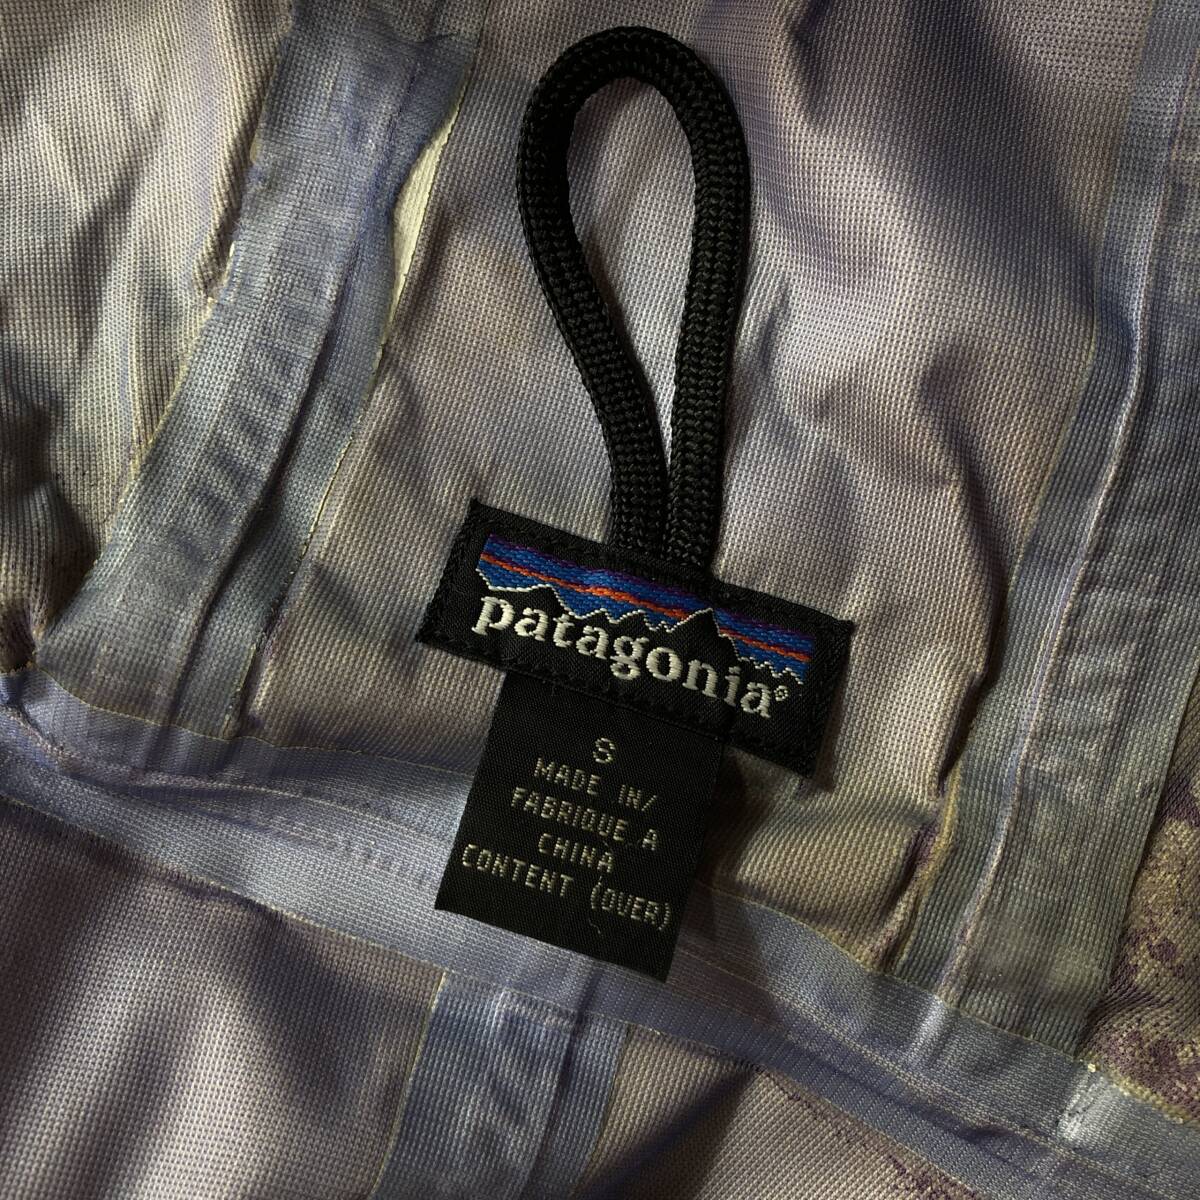 patagonia®
S
MADE IN/
FABRIQUE A
CHINA
CONTENT (OVER)